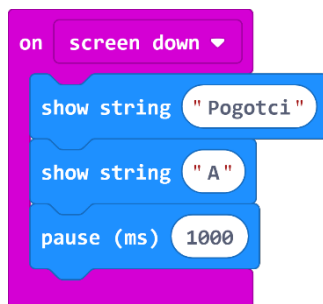 on screen down
show string "Pogotci"
show string "A"
pause (ms) 1000